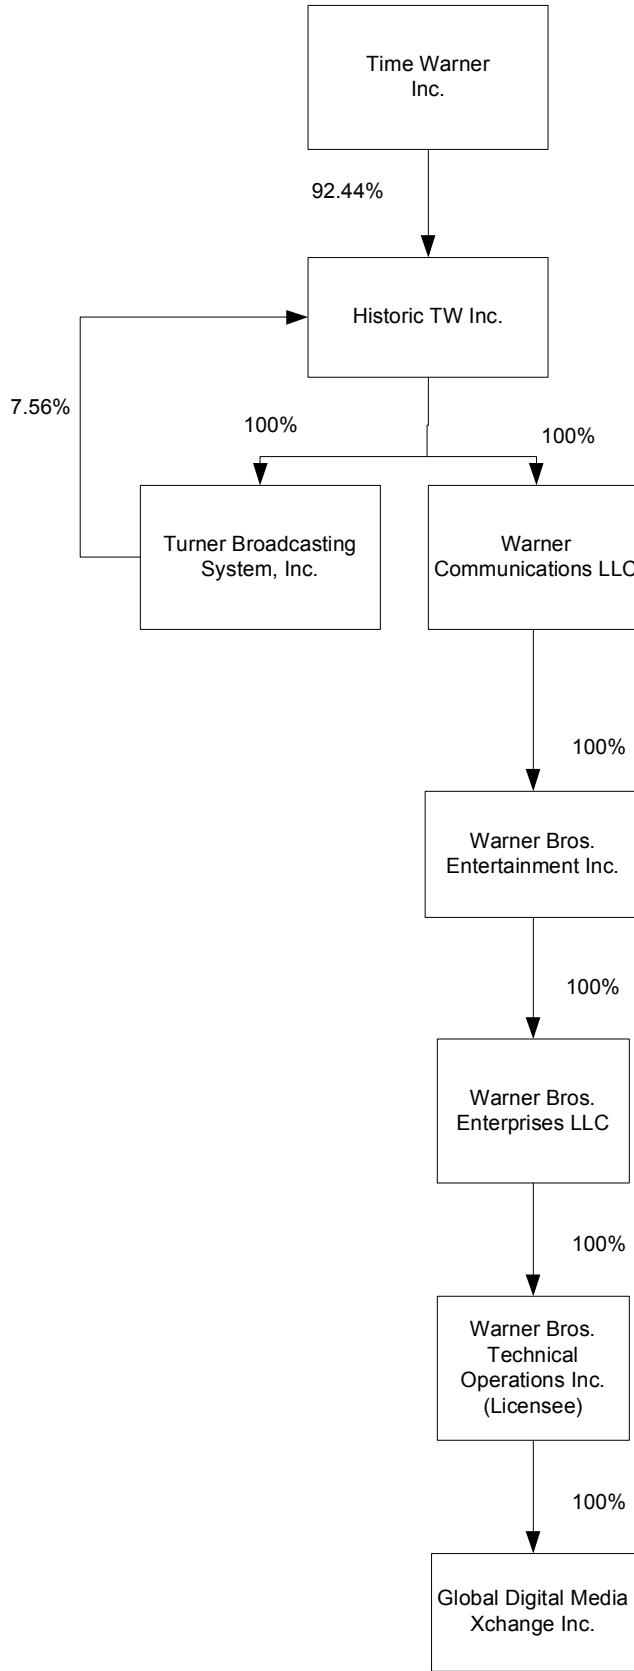 Time Warner
Inc.
92.44%
Historic TW Inc.
7.56%
100%
100%
Turner Broadcasting
System, Inc.
Warner
Communications LLC
100%
Warner Bros.
Entertainment Inc.
100%
Warner Bros.
Enterprises LLC
100%
Warner Bros.
Technical
Operations Inc.
(Licensee)
100%
Global Digital Media
Xchange Inc.